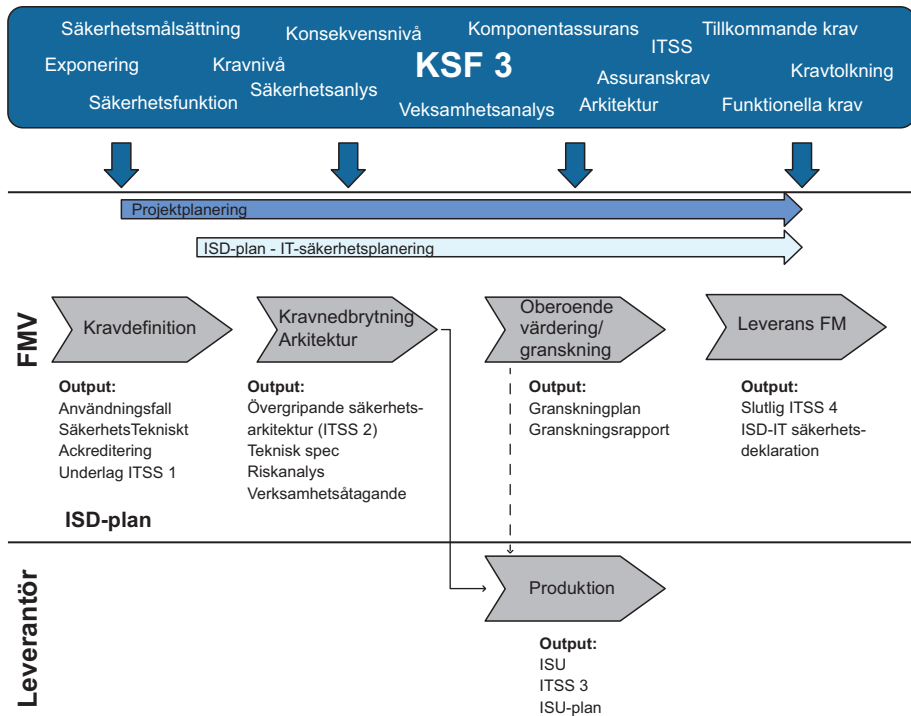 Säkerhetsmålsättning
Konsekvensnivå
Komponentassurans
Tillkommande krav
ITSS
Exponering
Kravnivå
KSF 3
Assuranskrav
Kravtolkning
Säkerhetsfunktion
Säkerhetsanlys
Veksamhetsanalys
Arkitektur
Funktionella krav
Projektplanering
ISD-plan - IT-säkerhetsplanering
FMV
Kravdefinition
Output:
Användningsfall
SäkerhetsTekniskt
Ackreditering
Underlag ITSS 1
Kravnedbrytning
Arkitektur
Output:
Övergripande säkerhets-
arkitektur (ITSS 2)
Teknisk spec
Riskanalys
Verksamhetsåtagande
Oberoende
värdering/
granskning
Output:
Granskningplan
Granskningsrapport
Leverans FM
Output:
Slutlig ITSS 4
ISD-IT säkerhets-
deklaration
ISD-plan
Leverantör
Produktion
Output:
ISU
ITSS 3
ISU-plan